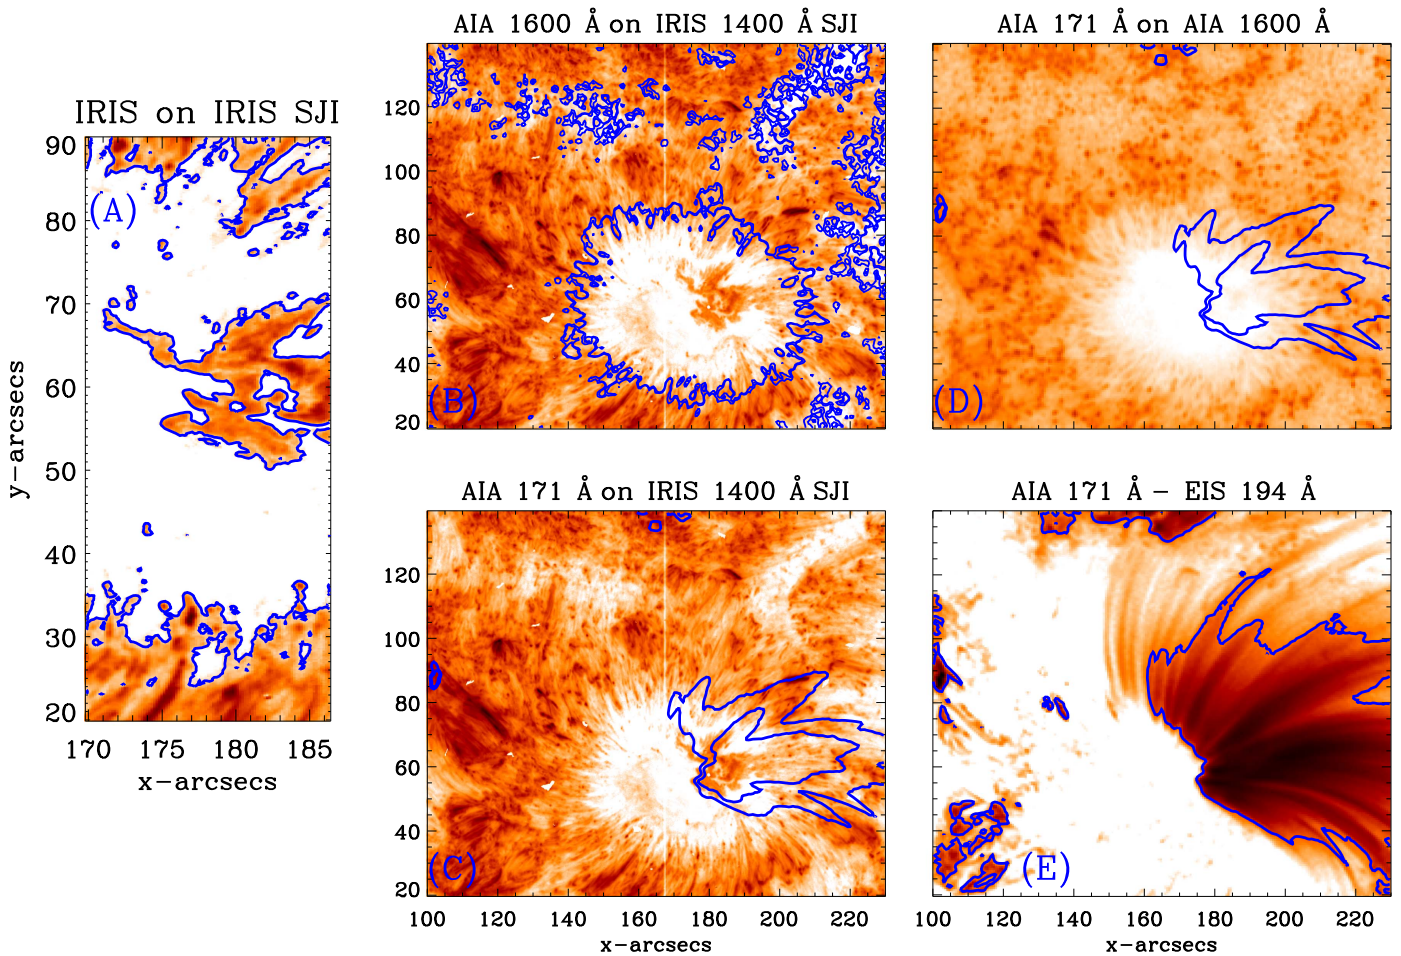 IRIS on IRIS SJI
90
80
70
60
50
40
30
20
(A)
y-arcsecs
170 175 180 185
x-arcsecs
AIA 1600 Å on IRIS 1400 Å SJI
120
100
80
60
40
20
(B)
AIA 171 Å on AIA 1600 Å
(D)
AIA 171 Å on IRIS 1400 Å SJI
120
100
80
60
40
20
(C)
100 120 140 160 180 200 220
x-arcsecs
AIA 171 Å - EIS 194 Å
(E)
100 120 140 160 180 200 220
x-arcsecs